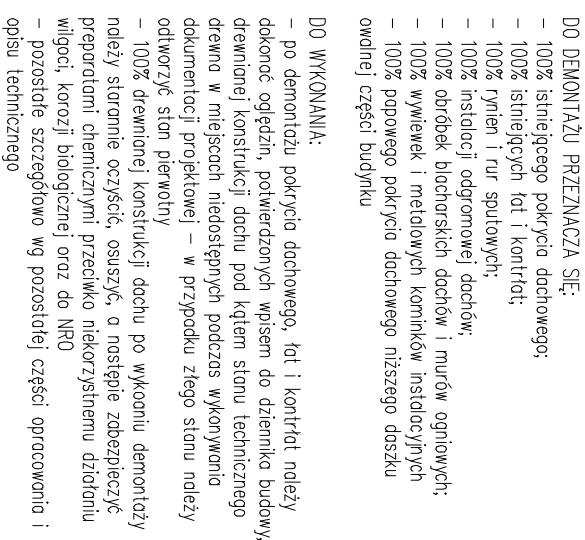 DO DEMONTAŻU PRZEZNACZA SIĘ:
- 100% istniejącego pokrycia dachowego;
- 100% istniejących łat i kontrłat;
- 100% rynien i rur sputowych;
- 100% instalacji odgromowej dachów;
- 100% obróbek blacharskich dachów i murów ogniowych;
- 100% wywiewek i metalowych kominków instalacyjnych
- 100% papowego pokrycia dachowego niższego daszku
owalnej części budynku
DO WYKONANIA:
- po demontażu pokrycia dachowego, łat i kontrłat należy
dokonać oględzin, potwierdzonych wpisem do dziennika budowy,
drewnianej konstrukcji dachu pod kątem stanu technicznego
drewna w miejscach niedostępnych podczas wykonywania
dokumentacji projektowej – w przypadku złego stanu należy
odtworzyć stan pierwotny
- 100% drewnianej konstrukcji dachu po wykoaniu demontaży
należy starannie oczyścić, osuszyć, a następie zabezpieczyć
preparatami chemicznymi przeciwko niekorzystnemu działaniu
wilgoci, korozji biologicznej oraz do NRO
- pozostałe szczegółowo wg pozostałej części opracowania i
opisu technicznego